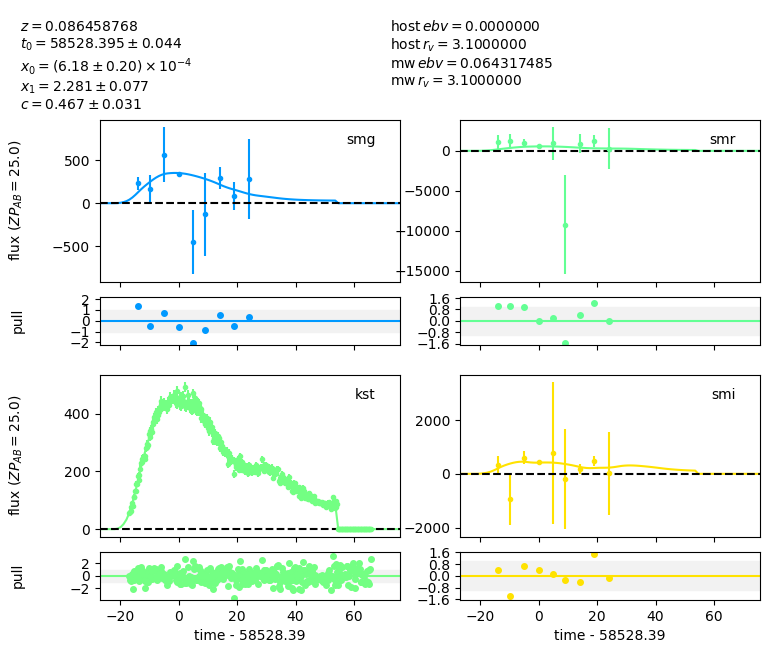 z = 0.086458768
t₀ = 58528.395 ± 0.044
x₀ = (6.18 ± 0.20) × 10⁻⁴
x₁ = 2.281 ± 0.077
c = 0.467 ± 0.031
host ebv = 0.0000000
host r_v = 3.1000000
mw ebv = 0.064317485
mw r_v = 3.1000000
flux (ZP_AB = 25.0)
500
0
−500
smg
0
−5000
−10000
−15000
smr
pull
2
1
0
−1
−2
1.6
0.8
0.0
−0.8
−1.6
flux (ZP_AB = 25.0)
400
200
0
kst
2000
0
−2000
smi
pull
2
0
−2
−20 0 20 40 60
time - 58528.39
1.6
0.8
0.0
−0.8
−1.6
−20 0 20 40 60
time - 58528.39